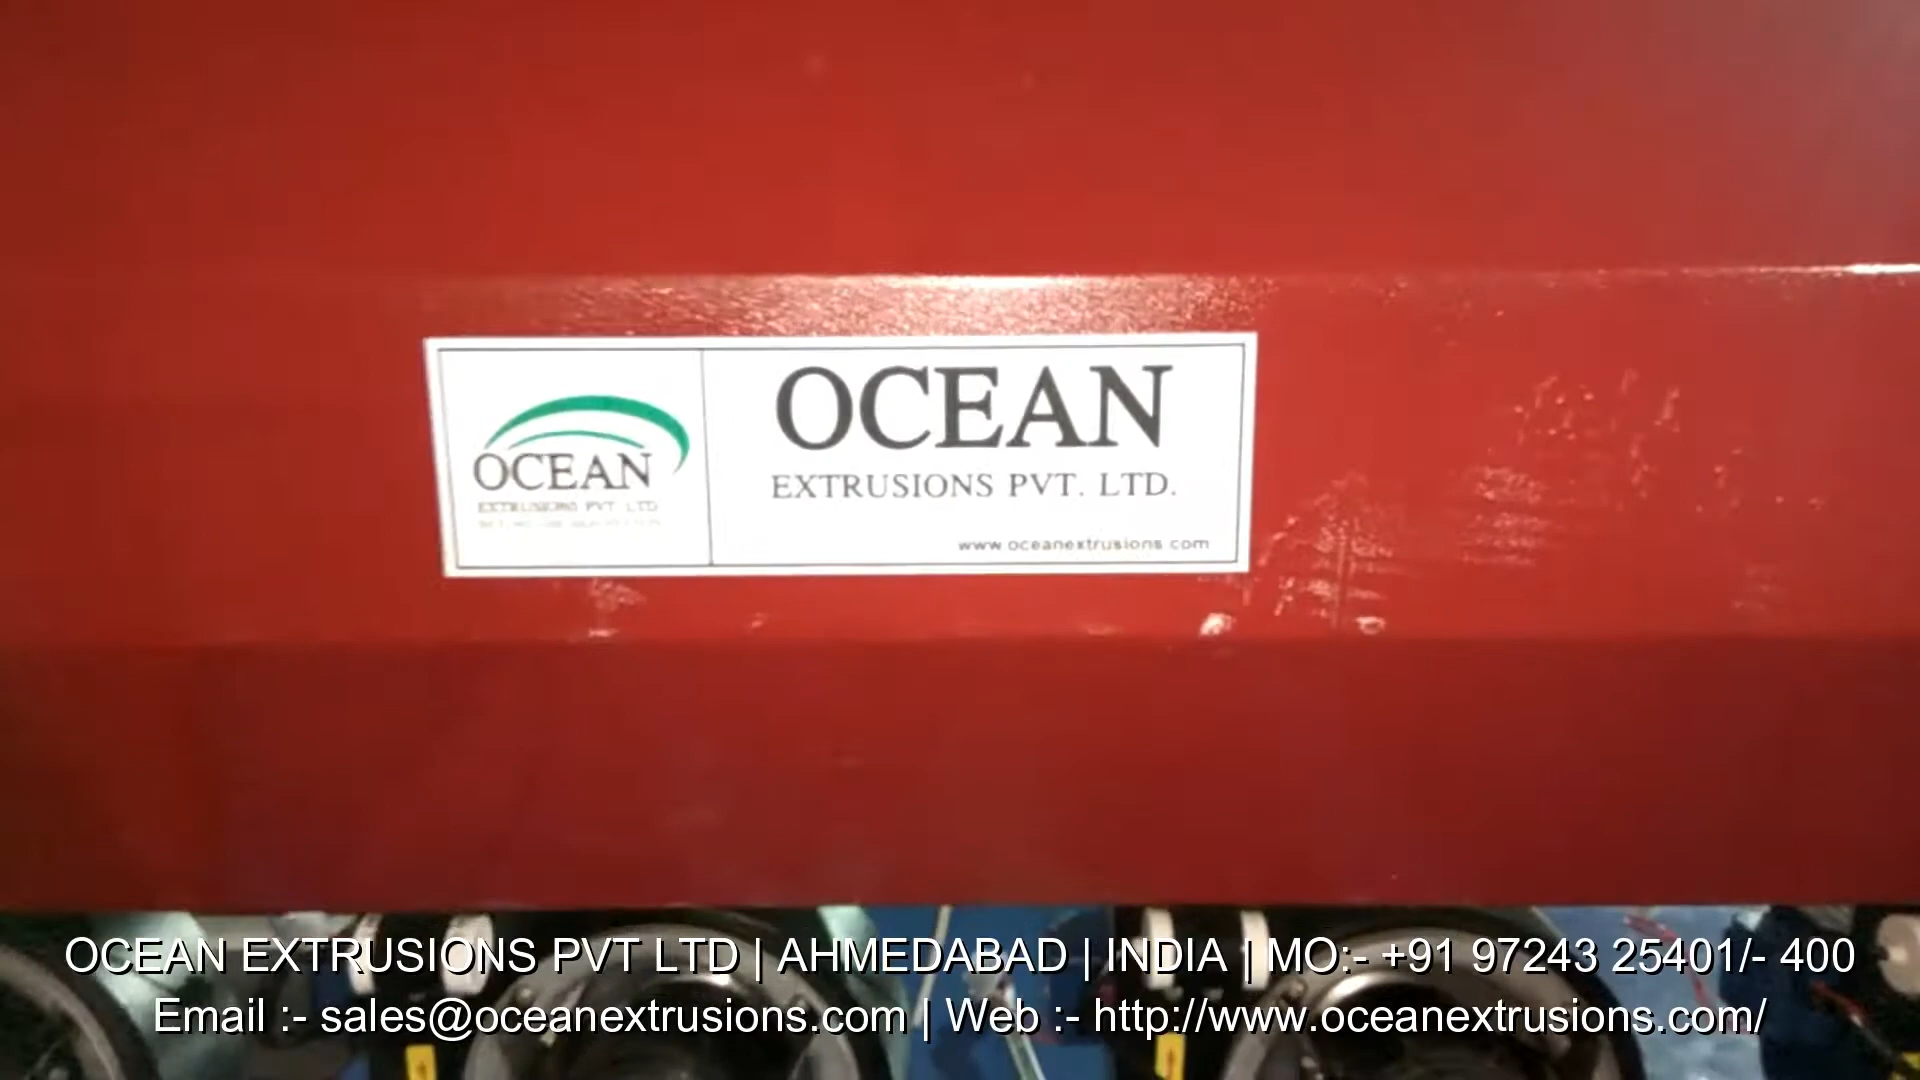 OCEAN
EXTRUSIONS PVT. LTD.
www.oceanextrusions.com
OCEAN
EXTRUSIONS PVT LTD
OCEAN EXTRUSIONS PVT LTD | AHMEDABAD | INDIA | MO:- +91 97243 25401/- 400
Email :- sales@oceanextrusions.com | Web :- http://www.oceanextrusions.com/